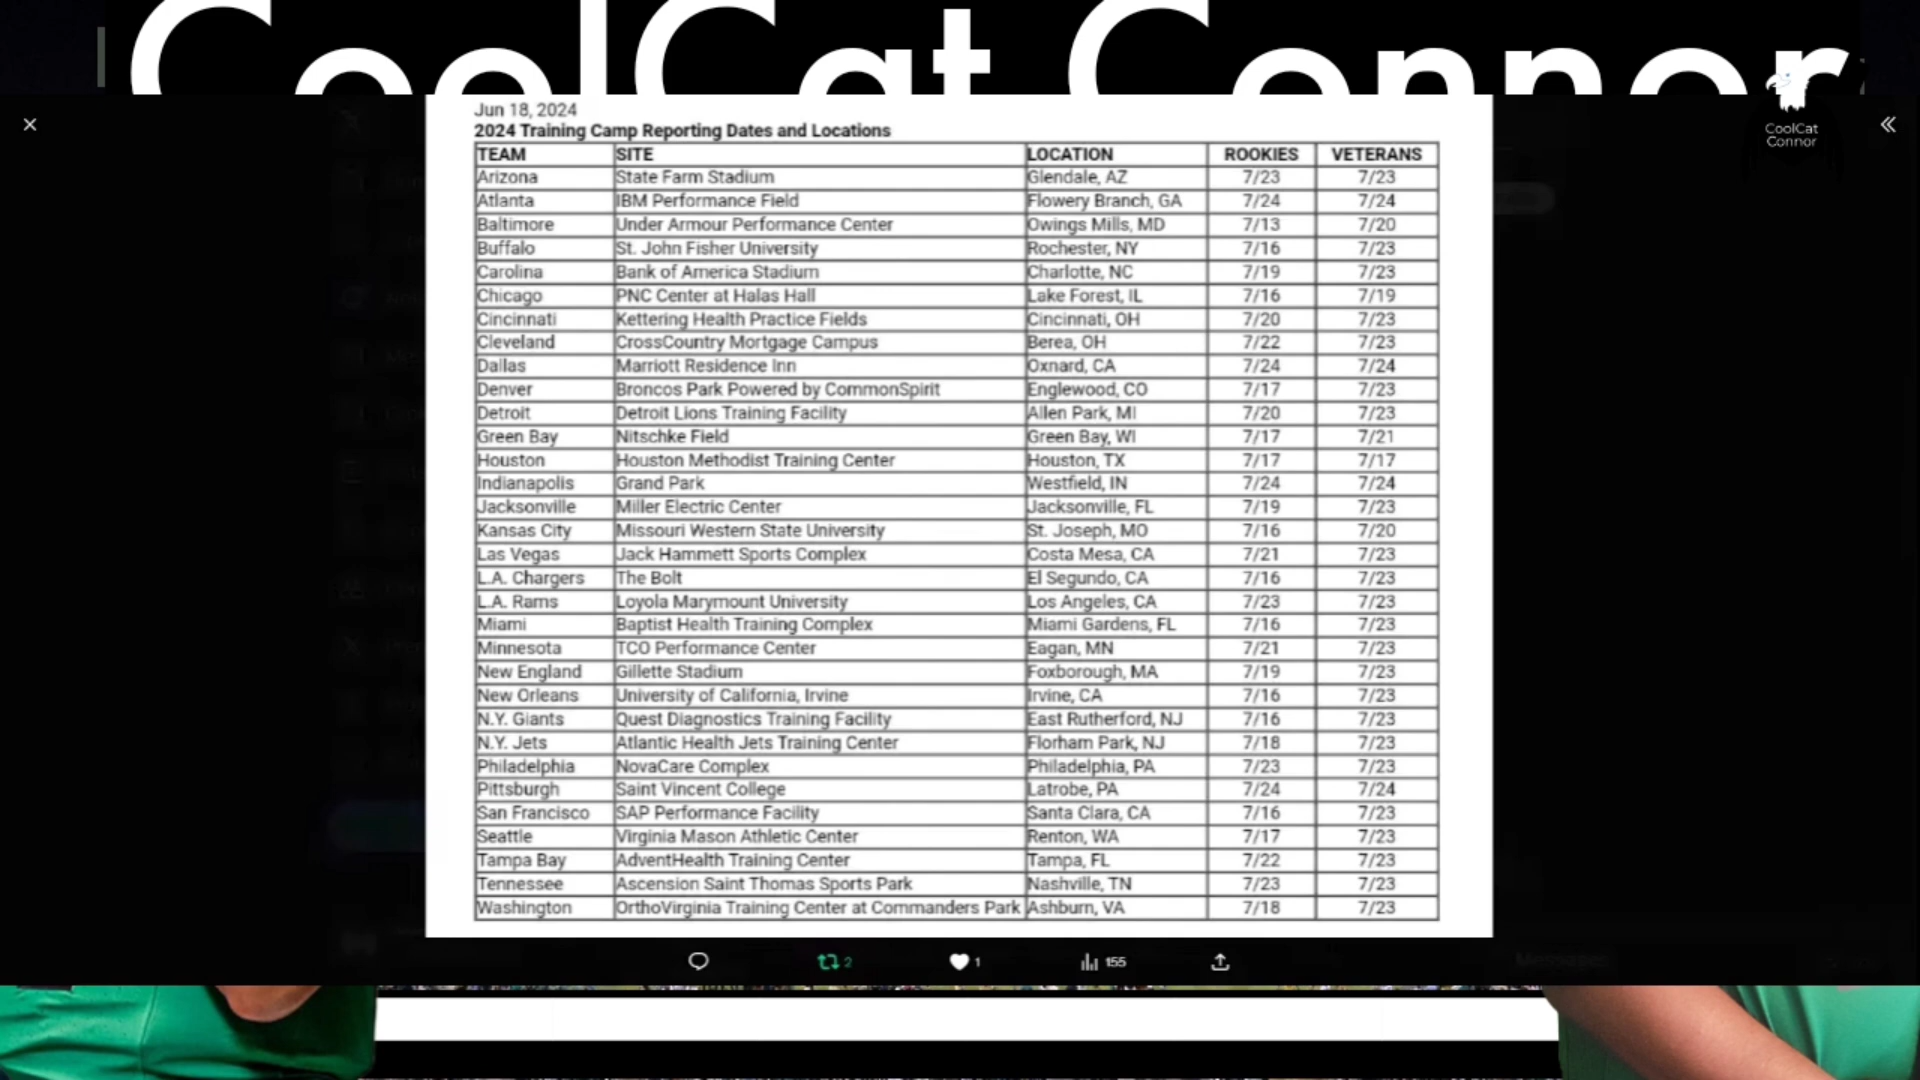 CoolCat Connor
CoolCat
Connor
Jun 18, 2024
2024 Training Camp Reporting Dates and Locations
TEAM SITE LOCATION ROOKIES VETERANS
Arizona State Farm Stadium Glendale, AZ 7/23 7/23
Atlanta IBM Performance Field Flowery Branch, GA 7/24 7/24
Baltimore Under Armour Performance Center Owings Mills, MD 7/13 7/20
Buffalo St. John Fisher University Rochester, NY 7/16 7/23
Carolina Bank of America Stadium Charlotte, NC 7/19 7/23
Chicago PNC Center at Halas Hall Lake Forest, IL 7/16 7/19
Cincinnati Kettering Health Practice Fields Cincinnati, OH 7/20 7/23
Cleveland CrossCountry Mortgage Campus Berea, OH 7/22 7/23
Dallas Marriott Residence Inn Oxnard, CA 7/24 7/24
Denver Broncos Park Powered by CommonSpirit Englewood, CO 7/17 7/23
Detroit Detroit Lions Training Facility Allen Park, MI 7/20 7/23
Green Bay Nitschke Field Green Bay, WI 7/17 7/21
Houston Houston Methodist Training Center Houston, TX 7/17 7/17
Indianapolis Grand Park Westfield, IN 7/24 7/24
Jacksonville Miller Electric Center Jacksonville, FL 7/19 7/23
Kansas City Missouri Western State University St. Joseph, MO 7/16 7/20
Las Vegas Jack Hammett Sports Complex Costa Mesa, CA 7/21 7/23
L.A. Chargers The Bolt El Segundo, CA 7/16 7/23
L.A. Rams Loyola Marymount University Los Angeles, CA 7/23 7/23
Miami Baptist Health Training Complex Miami Gardens, FL 7/16 7/23
Minnesota TCO Performance Center Eagan, MN 7/21 7/23
New England Gillette Stadium Foxborough, MA 7/19 7/23
New Orleans University of California, Irvine Irvine, CA 7/16 7/23
N.Y. Giants Quest Diagnostics Training Facility East Rutherford, NJ 7/16 7/23
N.Y. Jets Atlantic Health Jets Training Center Florham Park, NJ 7/18 7/23
Philadelphia NovaCare Complex Philadelphia, PA 7/23 7/23
Pittsburgh Saint Vincent College Latrobe, PA 7/24 7/24
San Francisco SAP Performance Facility Santa Clara, CA 7/16 7/23
Seattle Virginia Mason Athletic Center Renton, WA 7/17 7/23
Tampa Bay AdventHealth Training Center Tampa, FL 7/22 7/23
Tennessee Ascension Saint Thomas Sports Park Nashville, TN 7/23 7/23
Washington OrthoVirginia Training Center at Commanders Park Ashburn, VA 7/18 7/23
2 1 155
Messages